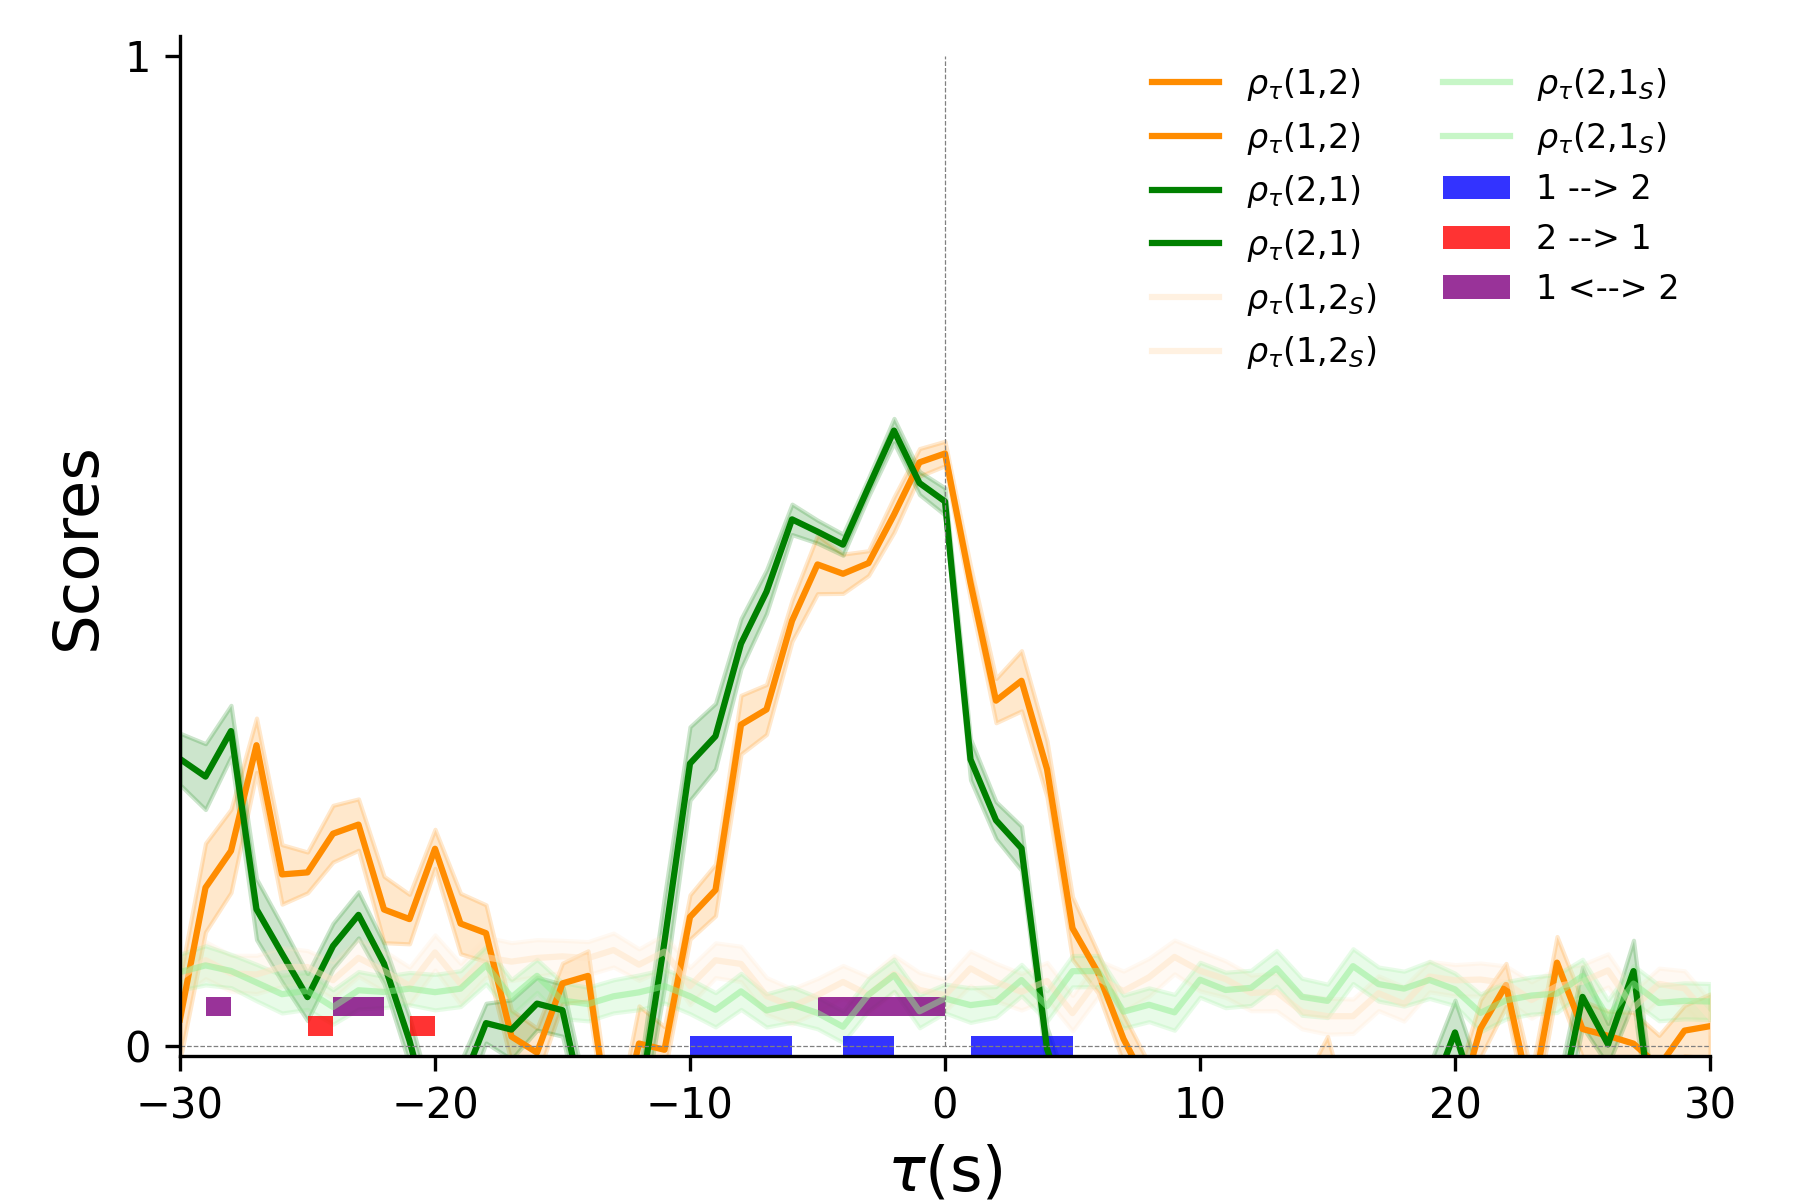 1
ρτ(1,2)
ρτ(1,2)
ρτ(2,1)
ρτ(2,1)
ρτ(1,2S)
ρτ(1,2S)
ρτ(2,1S)
ρτ(2,1S)
1 --> 2
2 --> 1
1 <--> 2
Scores
0
−30 −20 −10 0 10 20 30
τ(s)